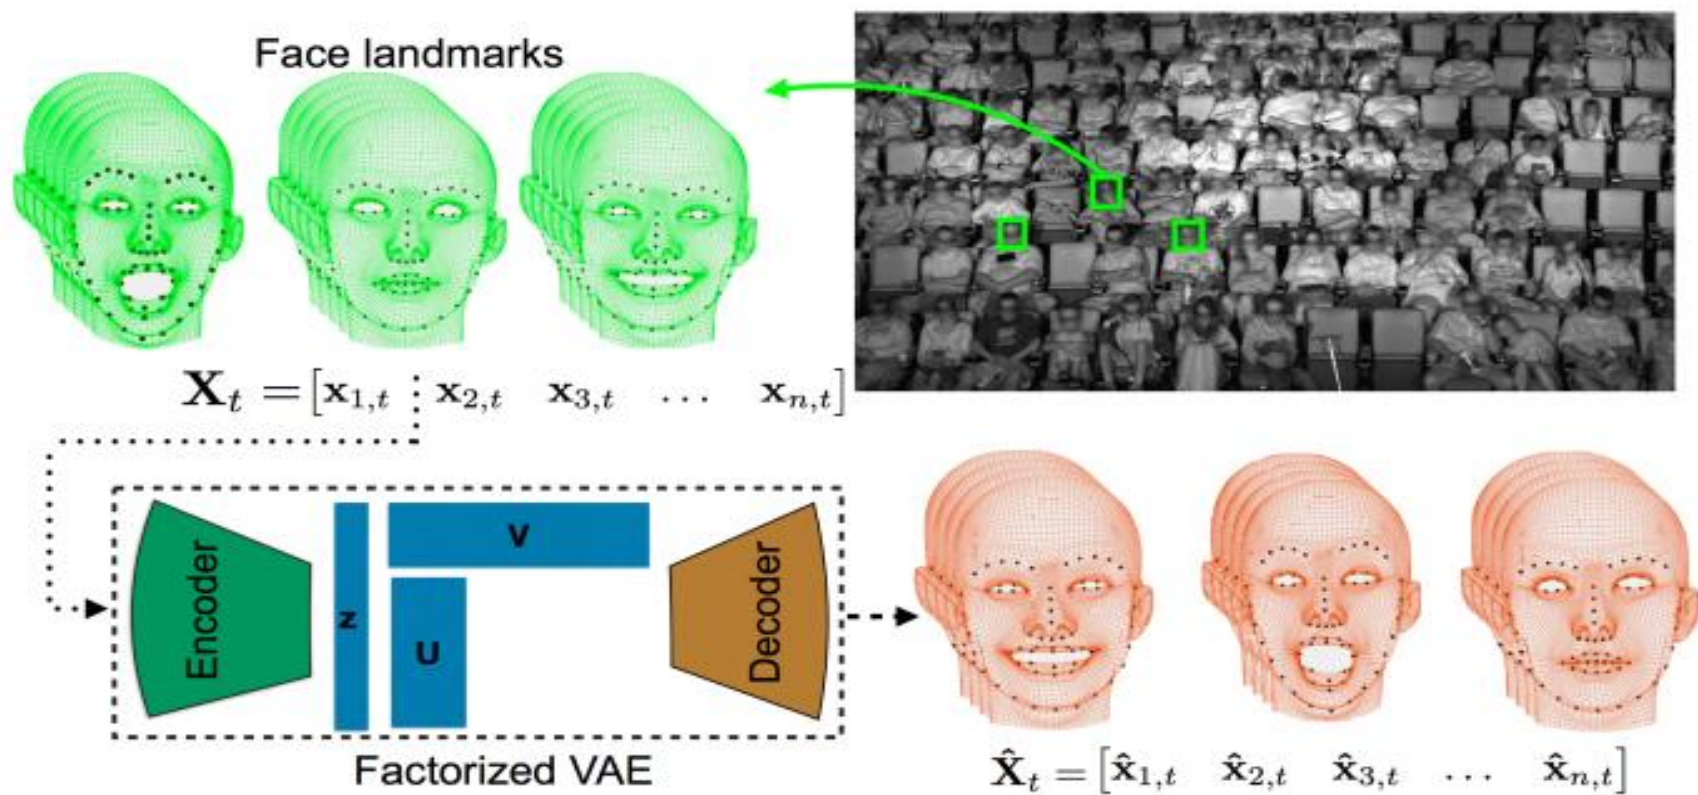 Face landmarks
X_t = [x_{1,t} x_{2,t} x_{3,t} ... x_{n,t}]
Encoder
z
V
U
Decoder
Factorized VAE
X̂_t = [x̂_{1,t} x̂_{2,t} x̂_{3,t} ... x̂_{n,t}]